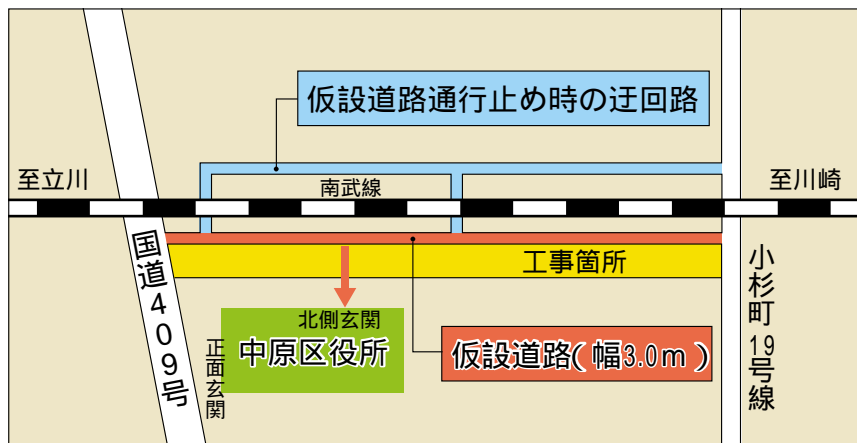 仮設道路通行止め時の迂回路
至立川
南武線
至川崎
国道409号
工事箇所
小杉町19号線
北側玄関
中原区役所
正面玄関
仮設道路(幅3.0m)